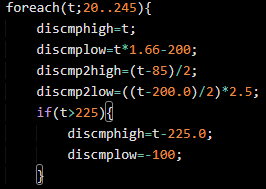 foreach(t;20..245){
discmphigh=t;
discmplow=t*1.66-200;
discmp2high=(t-85)/2;
discmp2low=((t-200.0)/2)*2.5;
if(t>225){
discmphigh=t-225.0;
discmplow=-100;
}